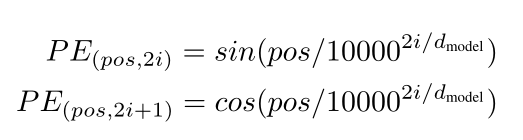 PE_{(pos,2i)} = sin(pos/10000^{2i/d_{model}})
PE_{(pos,2i+1)} = cos(pos/10000^{2i/d_{model}})